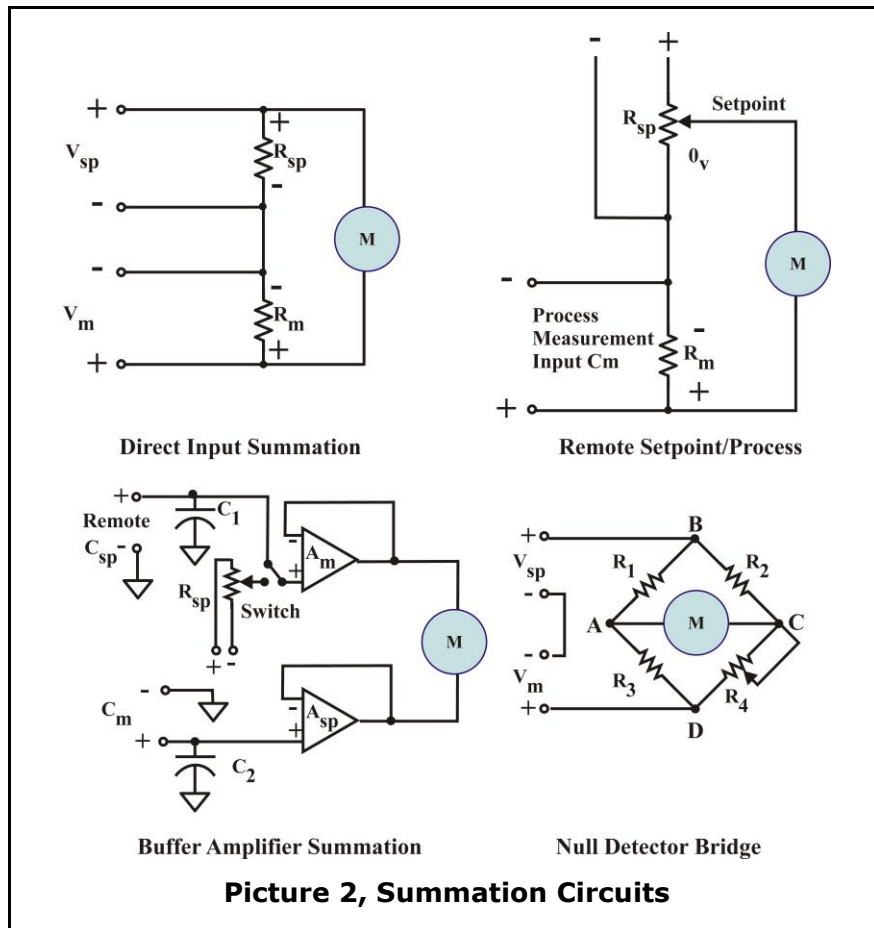 +
V sp
-
-
V m
+
+
R sp
-
-
R m
+
M
Direct Input Summation
-
+
R sp
Setpoint
0 v
M
-
Process
Measurement
Input Cm
-
R m
+
+
Remote Setpoint/Process
+
Remote
C sp -
C 1
R sp
Switch
+ -
-
+
A m
M
-
C m
+
C 2
-
+
A sp
Buffer Amplifier Summation
+
V sp
-
-
V m
+
B
R 1
R 2
A
M
C
R 3
R 4
D
Null Detector Bridge
Picture 2, Summation Circuits